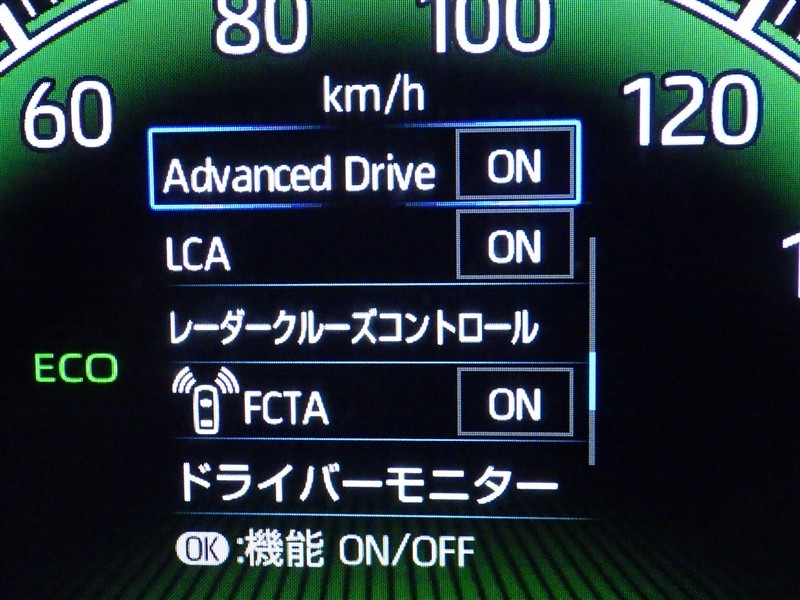 80 100
60 km/h 120
Advanced Drive ON
LCA ON
レーダークルーズコントロール
ECO
FCTA ON
ドライバーモニター
OK:機能 ON/OFF